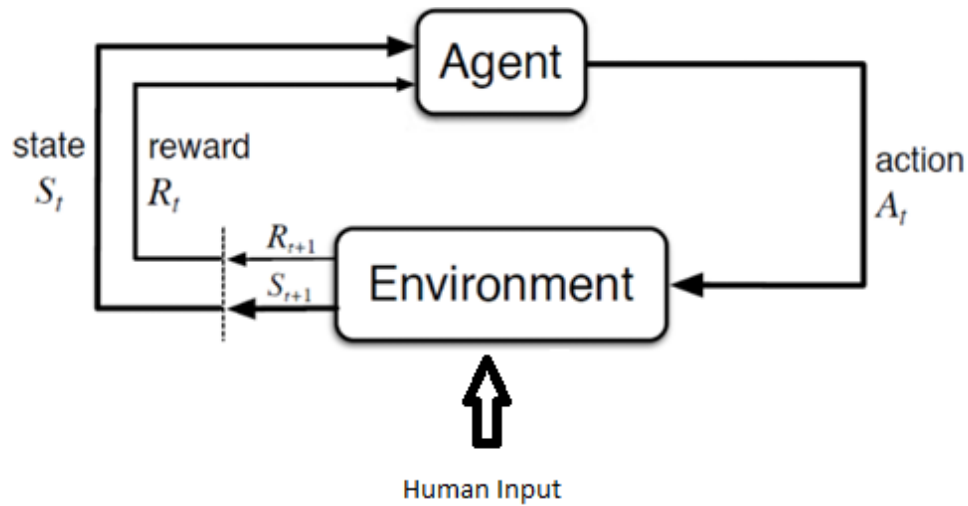 Agent
state
S_t
reward
R_t
action
A_t
R_{t+1}
S_{t+1}
Environment
Human Input